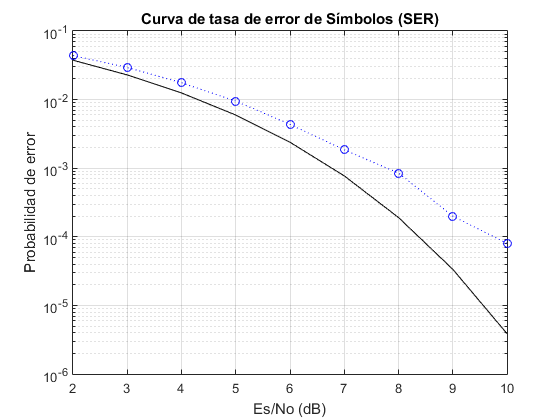 Curva de tasa de error de Símbolos (SER)
Probabilidad de error
10^-1
10^-2
10^-3
10^-4
10^-5
10^-6
2 3 4 5 6 7 8 9 10
Es/No (dB)